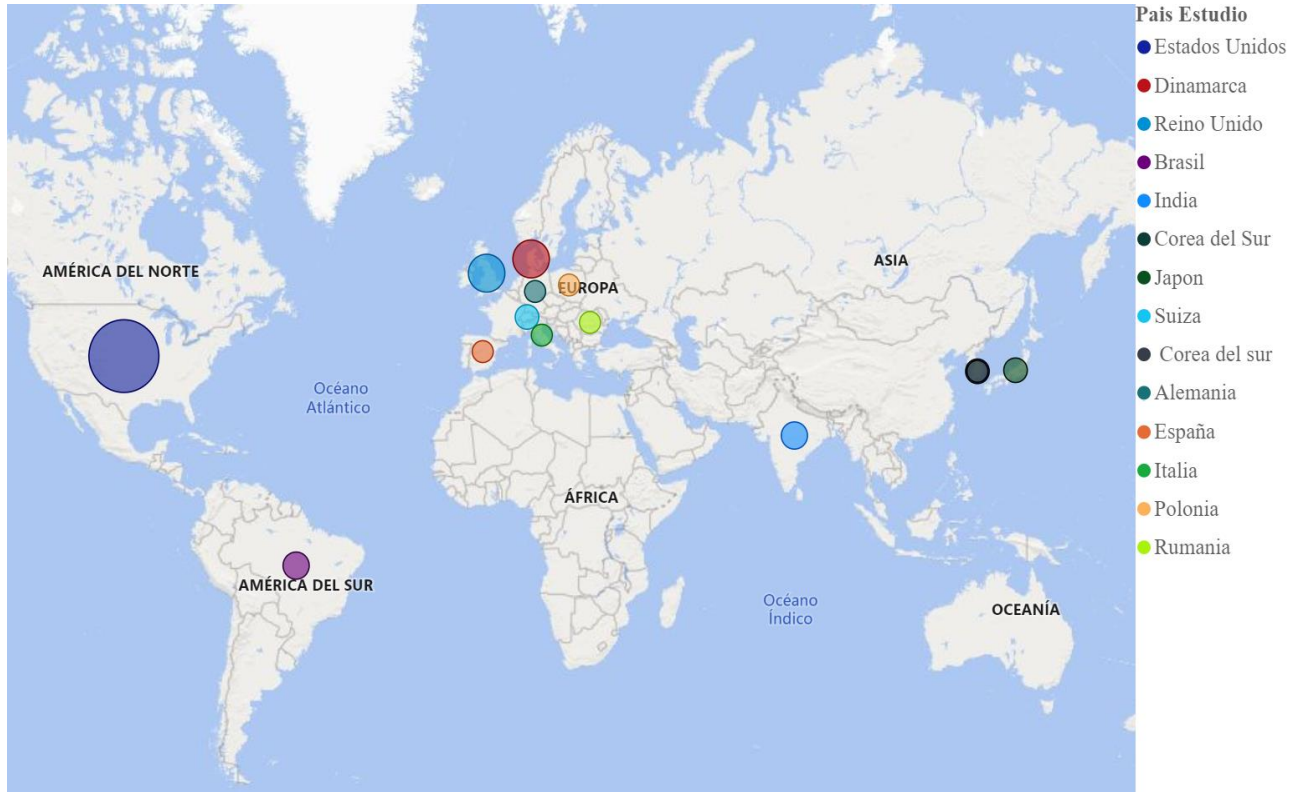 Pais Estudio
Estados Unidos
Dinamarca
Reino Unido
Brasil
India
Corea del Sur
Japon
Suiza
Corea del sur
Alemania
España
Italia
Polonia
Rumania
AMÉRICA DEL NORTE
ASIA
EUROPA
Océano
Atlántico
ÁFRICA
AMÉRICA DEL SUR
Océano
Índico
OCEANÍA